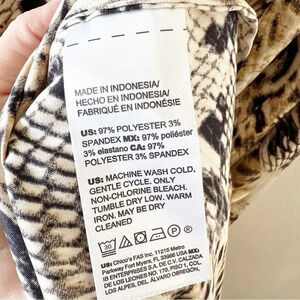 MADE IN INDONESIA/
HECHO EN INDONESIA/
FABRIQUÉ EN INDONÉSIE
US: 97% POLYESTER 3%
SPANDEX MX: 97% poliéster
3% elastano CA: 97%
POLYESTER 3% SPANDEX
US: MACHINE WASH COLD.
GENTLE CYCLE. ONLY
NON-CHLORINE BLEACH.
TUMBLE DRY LOW. WARM
IRON. MAY BE DRY
CLEANED
US: Chico's FAS Inc. 11215 Metro
Parkway Fort Myers, Fl. 33966 USA MX:
IB ENTERPRISES S.A. DE C.V. CALZADA
DE LOS LEONES NO. 170, PISO 1, COL.
LOS ALPES, DEL. ÁLVARO OBREGÓN,